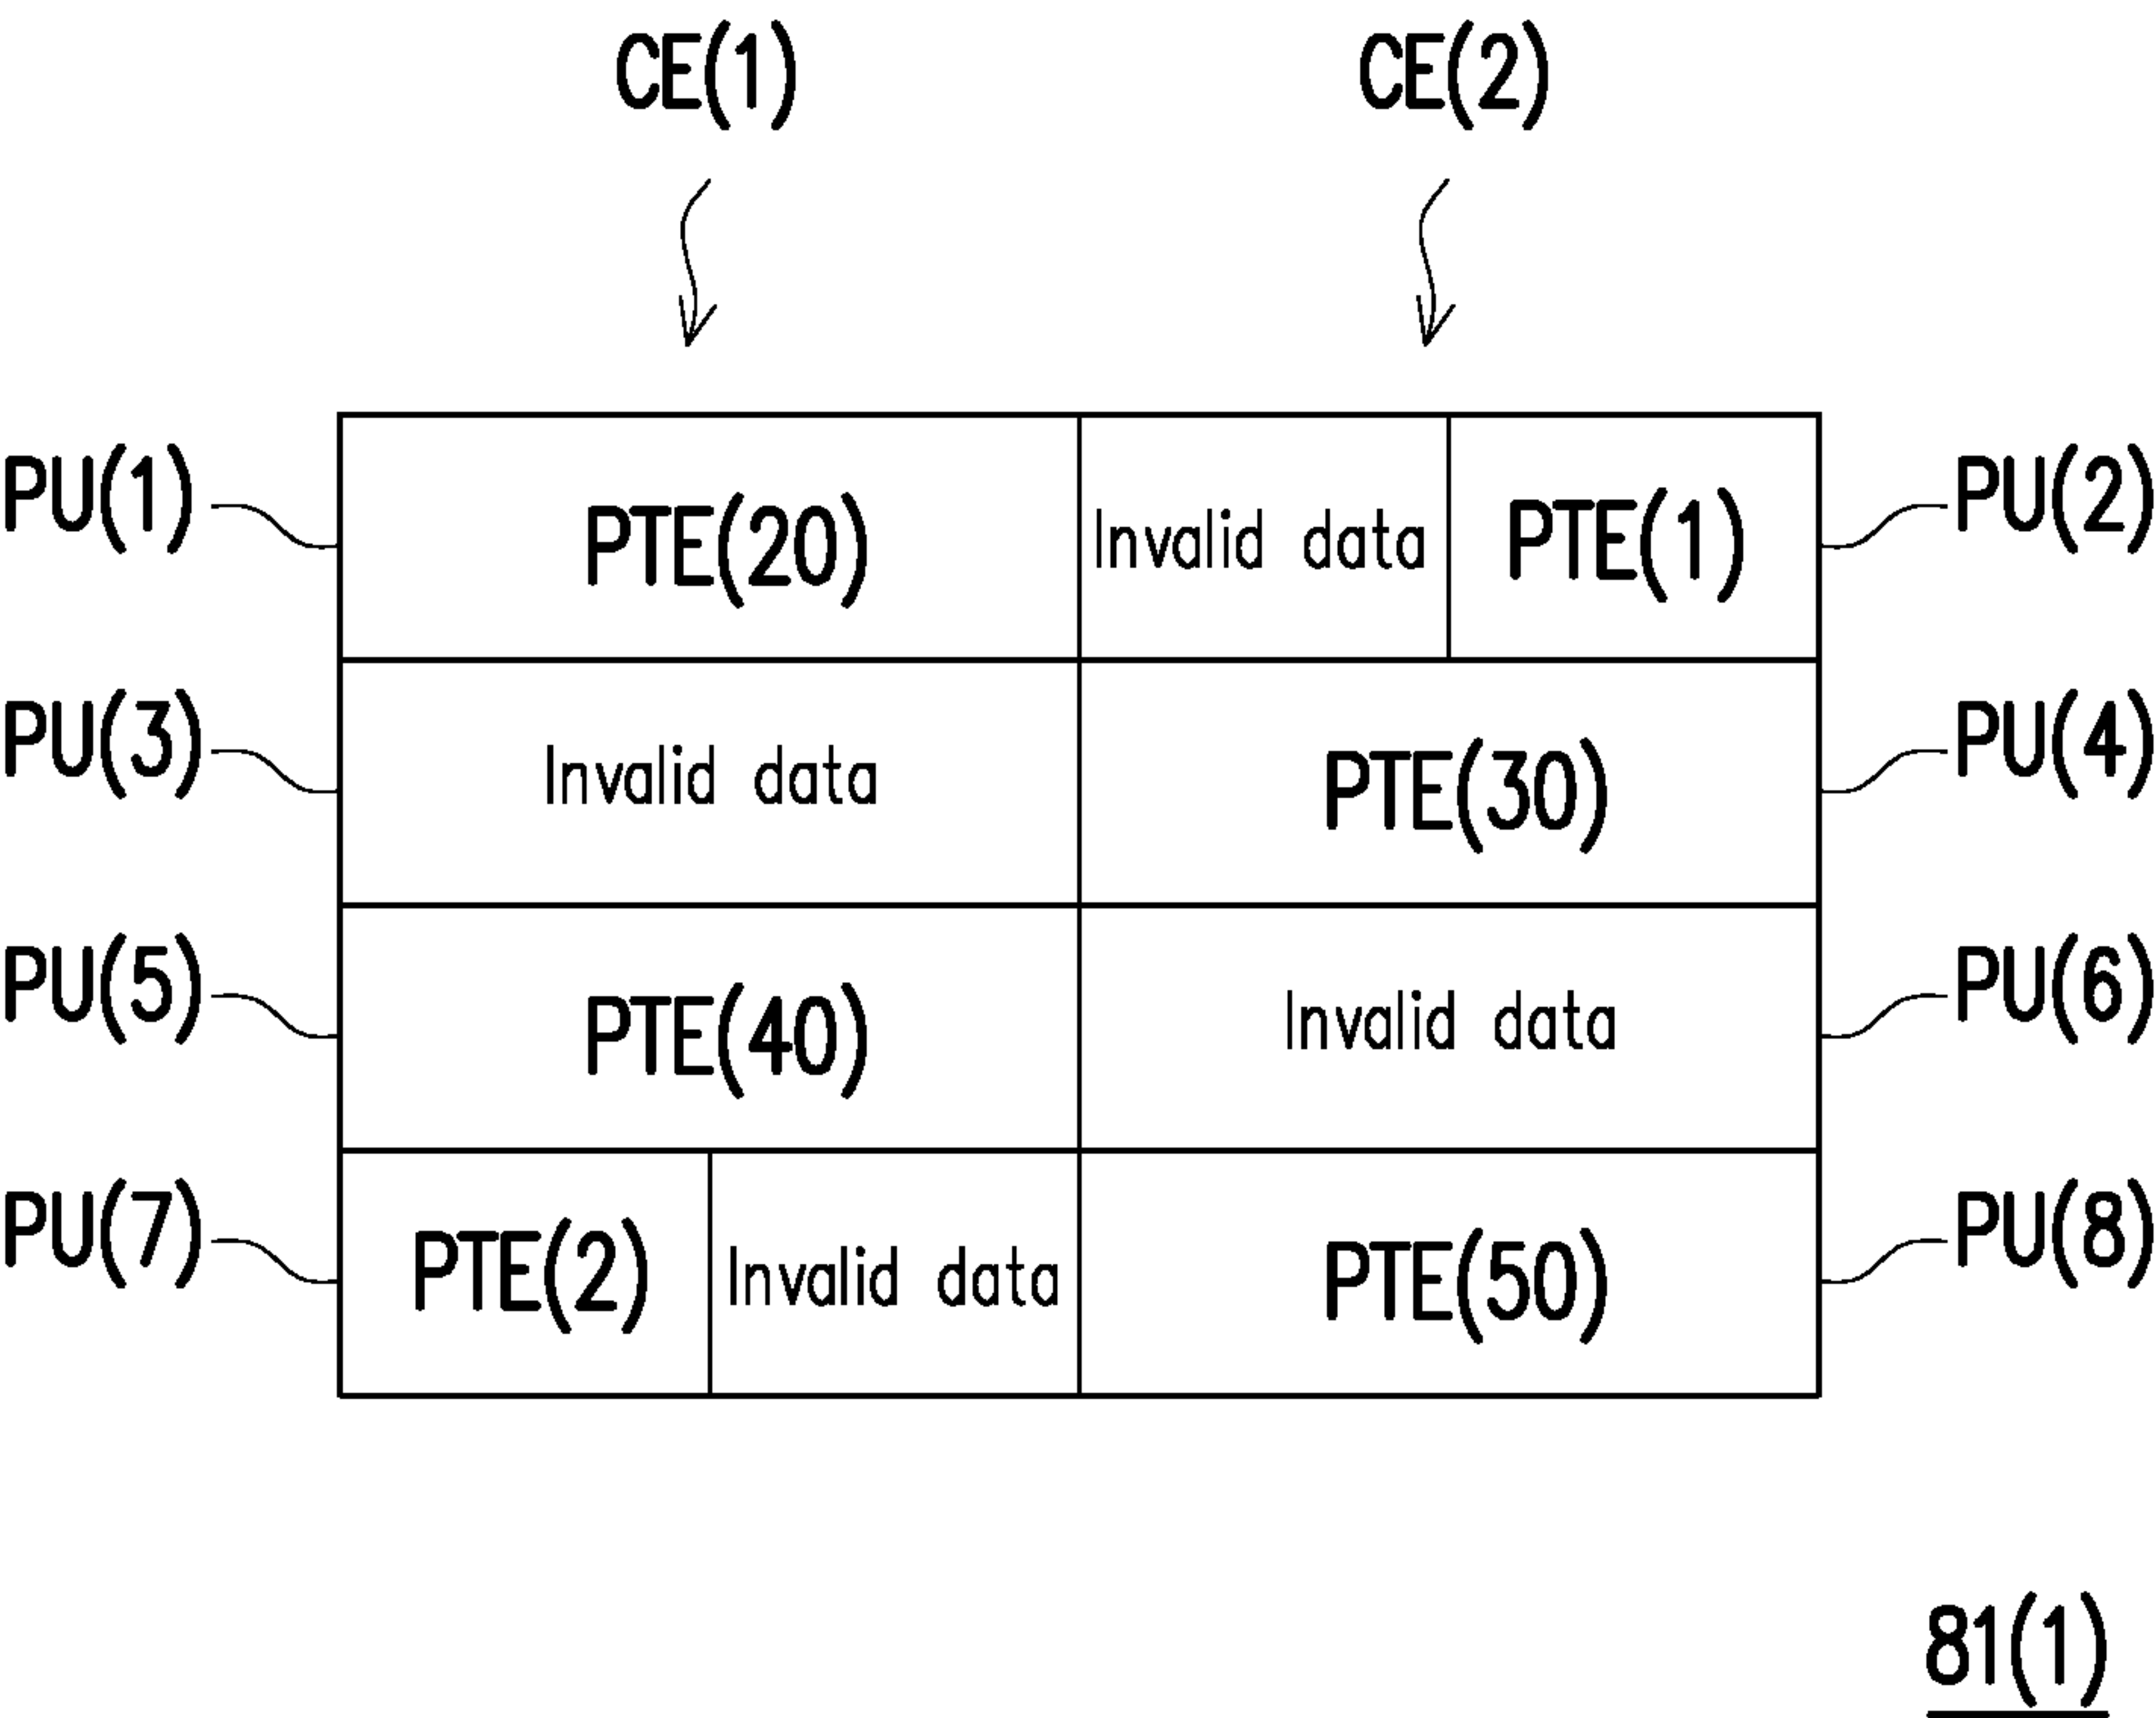 CE(1) CE(2)
PU(1) PTE(20) Invalid data PTE(1) PU(2)
PU(3) Invalid data PTE(30) PU(4)
PU(5) PTE(40) Invalid data PU(6)
PU(7) PTE(2) Invalid data PTE(50) PU(8)
81(1)